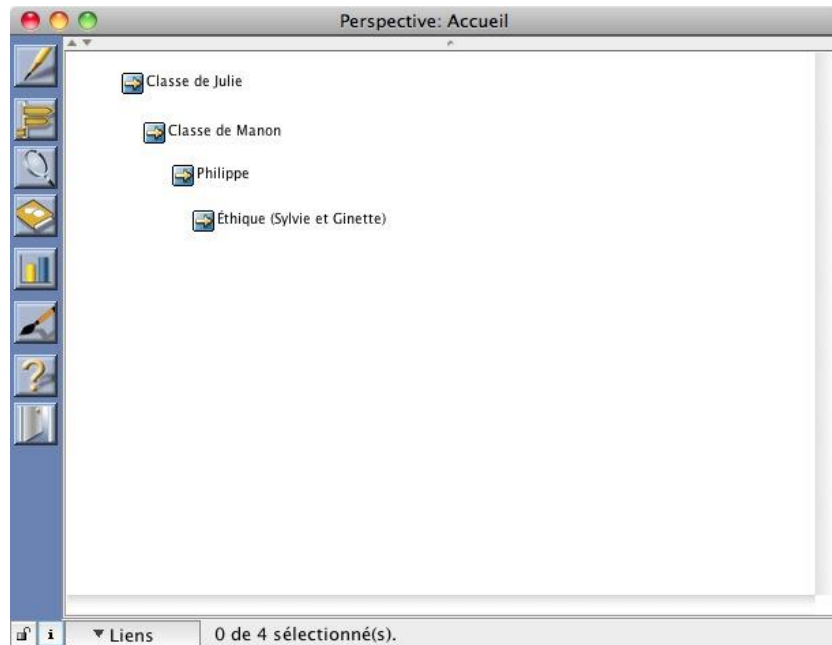 Perspective: Accueil
Classe de Julie
Classe de Manon
Philippe
Éthique (Sylvie et Ginette)
i
Liens
0 de 4 sélectionné(s).